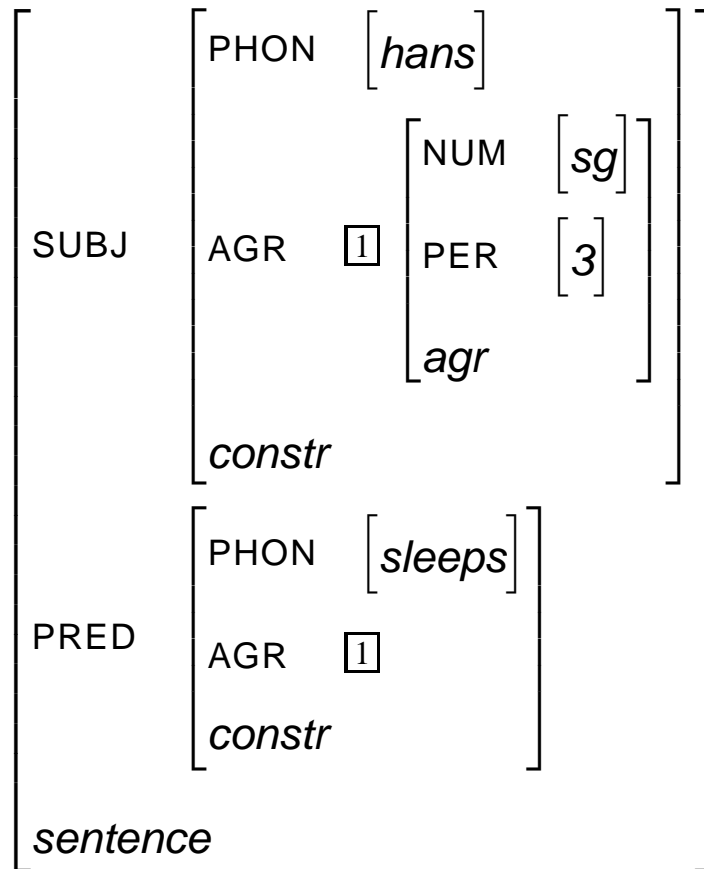 PHON [hans]
NUM [sg]
SUBJ AGR 1 PER [3]
agr
constr
PHON [sleeps]
PRED AGR 1
constr
sentence